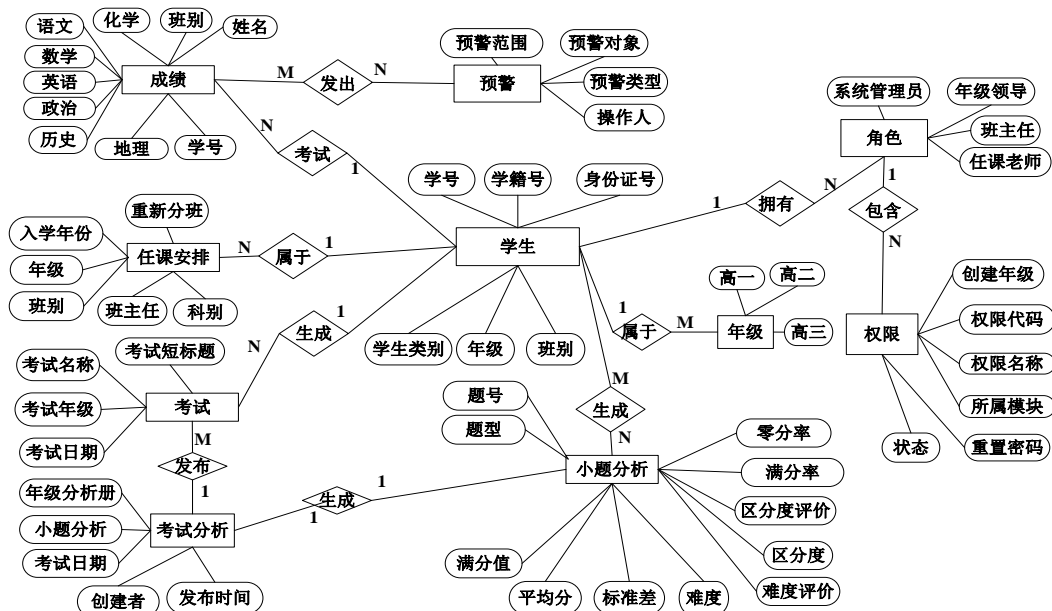 语文
化学
班别
姓名
数学
英语
政治
历史
成绩
地理
学号
M
发出
N
预警范围
预警对象
预警类型
操作人
预警
系统管理员
年级领导
班主任
任课老师
角色
N
考试
1
学号
学籍号
身份证号
1
拥有
N
1
包含
N
重新分班
入学年份
年级
班别
任课安排
班主任
科别
N
属于
1
学生
学生类别
年级
班别
1
生成
N
1
属于
M
高一
高二
高三
年级
创建年级
权限代码
权限名称
所属模块
重置密码
状态
权限
考试短标题
考试名称
考试年级
考试日期
考试
M
发布
1
M
生成
N
题号
题型
小题分析
零分率
满分率
区分度评价
区分度
难度评价
难度
标准差
平均分
满分值
1
生成
1
年级分析册
小题分析
考试日期
创建者
发布时间
考试分析